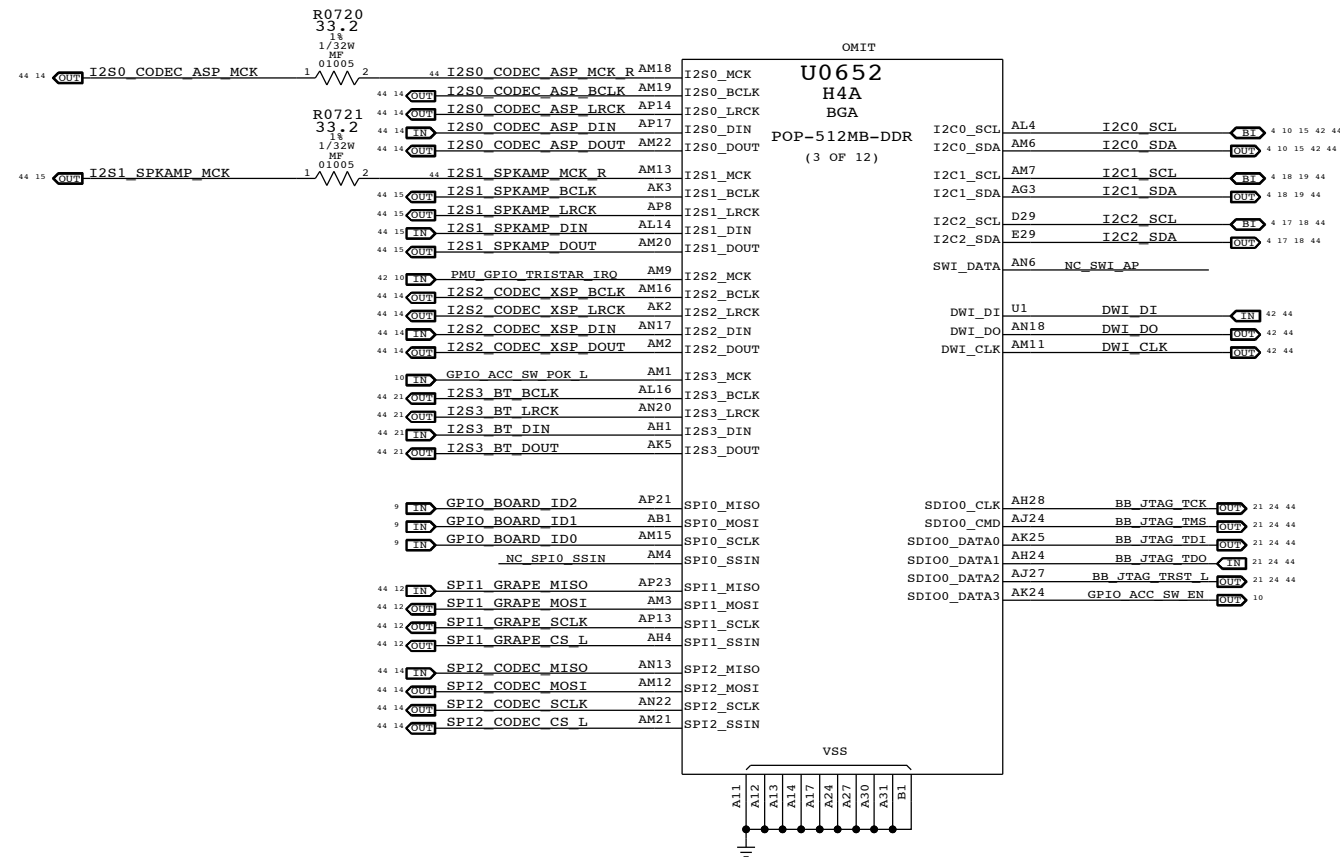 R0720
33.2
1%
1/32W
MF
01005
44 14 OUT I2S0_CODEC_ASP_MCK 1 2 44 I2S0_CODEC_ASP_MCK_R AM18 I2S0_MCK
44 14 OUT I2S0_CODEC_ASP_BCLK AM19 I2S0_BCLK
44 14 OUT I2S0_CODEC_ASP_LRCK AP14 I2S0_LRCK
44 14 IN I2S0_CODEC_ASP_DIN AP17 I2S0_DIN
44 14 OUT I2S0_CODEC_ASP_DOUT AM22 I2S0_DOUT
R0721
33.2
1%
1/32W
MF
01005
44 15 OUT I2S1_SPKAMP_MCK 1 2 44 I2S1_SPKAMP_MCK_R AM13 I2S1_MCK
44 15 OUT I2S1_SPKAMP_BCLK AK3 I2S1_BCLK
44 15 OUT I2S1_SPKAMP_LRCK AP8 I2S1_LRCK
44 15 IN I2S1_SPKAMP_DIN AL14 I2S1_DIN
44 15 OUT I2S1_SPKAMP_DOUT AM20 I2S1_DOUT
42 10 IN PMU_GPIO_TRISTAR_IRQ AM9 I2S2_MCK
44 14 OUT I2S2_CODEC_XSP_BCLK AM16 I2S2_BCLK
44 14 OUT I2S2_CODEC_XSP_LRCK AK2 I2S2_LRCK
44 14 IN I2S2_CODEC_XSP_DIN AN17 I2S2_DIN
44 14 OUT I2S2_CODEC_XSP_DOUT AM2 I2S2_DOUT
10 IN GPIO_ACC_SW_POK_L AM1 I2S3_MCK
44 21 OUT I2S3_BT_BCLK AL16 I2S3_BCLK
44 21 OUT I2S3_BT_LRCK AN20 I2S3_LRCK
44 21 IN I2S3_BT_DIN AH1 I2S3_DIN
44 21 OUT I2S3_BT_DOUT AK5 I2S3_DOUT
9 IN GPIO_BOARD_ID2 AP21 SPI0_MISO
9 IN GPIO_BOARD_ID1 AB1 SPI0_MOSI
9 IN GPIO_BOARD_ID0 AM15 SPI0_SCLK
NC_SPI0_SSIN AM4 SPI0_SSIN
44 12 IN SPI1_GRAPE_MISO AP23 SPI1_MISO
44 12 OUT SPI1_GRAPE_MOSI AM3 SPI1_MOSI
44 12 OUT SPI1_GRAPE_SCLK AP13 SPI1_SCLK
44 12 OUT SPI1_GRAPE_CS_L AH4 SPI1_SSIN
44 14 IN SPI2_CODEC_MISO AN13 SPI2_MISO
44 14 OUT SPI2_CODEC_MOSI AM12 SPI2_MOSI
44 14 OUT SPI2_CODEC_SCLK AN22 SPI2_SCLK
44 14 OUT SPI2_CODEC_CS_L AM21 SPI2_SSIN
OMIT
U0652
H4A
BGA
POP-512MB-DDR
(3 OF 12)
I2C0_SCL AL4 I2C0_SCL BI 4 10 15 42 44
I2C0_SDA AM6 I2C0_SDA OUT 4 10 15 42 44
I2C1_SCL AM7 I2C1_SCL BI 4 18 19 44
I2C1_SDA AG3 I2C1_SDA OUT 4 18 19 44
I2C2_SCL D29 I2C2_SCL BI 4 17 18 44
I2C2_SDA E29 I2C2_SDA OUT 4 17 18 44
SWI_DATA AN6 NC_SWI_AP
DWI_DI U1 DWI_DI IN 42 44
DWI_DO AN18 DWI_DO OUT 42 44
DWI_CLK AM11 DWI_CLK OUT 42 44
SDIO0_CLK AH28 BB_JTAG_TCK OUT 21 24 44
SDIO0_CMD AJ24 BB_JTAG_TMS OUT 21 24 44
SDIO0_DATA0 AK25 BB_JTAG_TDI OUT 21 24 44
SDIO0_DATA1 AH24 BB_JTAG_TDO IN 21 24 44
SDIO0_DATA2 AJ27 BB_JTAG_TRST_L OUT 21 24 44
SDIO0_DATA3 AK24 GPIO_ACC_SW_EN OUT 10
VSS
A11 A12 A13 A14 A17 A24 A27 A30 A31 B1